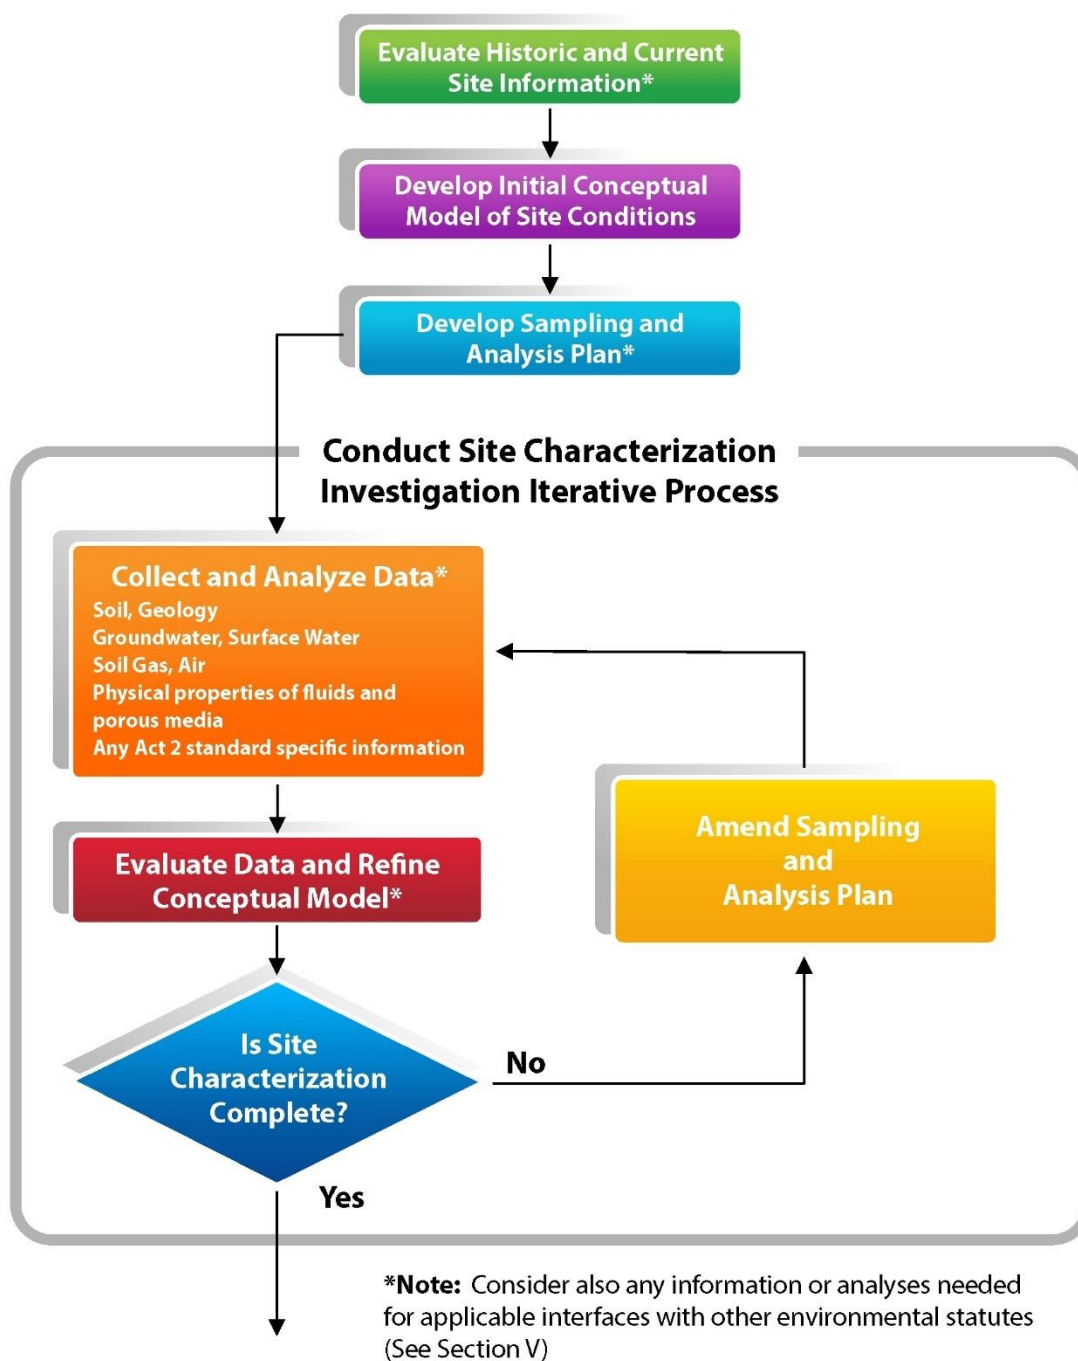 Evaluate Historic and Current
Site Information*
Develop Initial Conceptual
Model of Site Conditions
Develop Sampling and
Analysis Plan*
Conduct Site Characterization
Investigation Iterative Process
Collect and Analyze Data*
Soil, Geology
Groundwater, Surface Water
Soil Gas, Air
Physical properties of fluids and
porous media
Any Act 2 standard specific information
Evaluate Data and Refine
Conceptual Model*
Amend Sampling
and
Analysis Plan
Is Site
Characterization
Complete?
No
Yes
*Note: Consider also any information or analyses needed
for applicable interfaces with other environmental statutes
(See Section V)